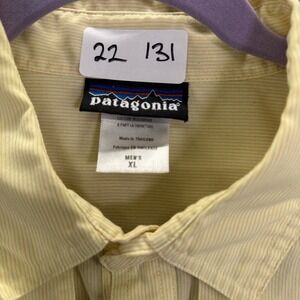 22 131
patagonia
Made in THAILAND
MEN'S
XL